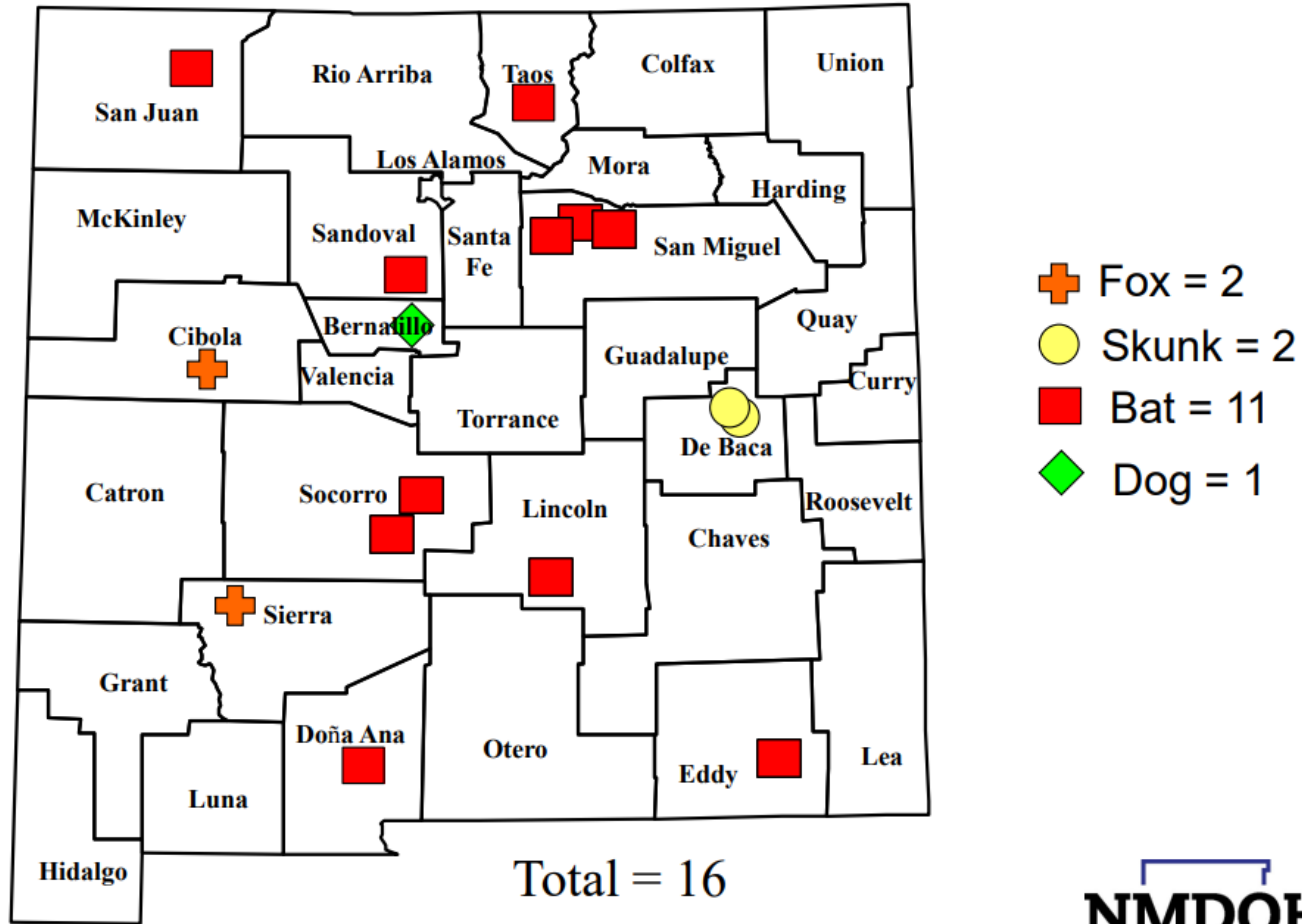 Rio Arriba
Taos
Colfax
Union
San Juan
Los Alamos
Mora
Harding
McKinley
Sandoval
Santa
Fe
San Miguel
Cibola
Bernalillo
Quay
Guadalupe
Valencia
Curry
Torrance
De Baca
Catron
Socorro
Lincoln
Roosevelt
Chaves
Sierra
Grant
Doña Ana
Otero
Eddy
Lea
Luna
Hidalgo
Fox = 2
Skunk = 2
Bat = 11
Dog = 1
Total = 16